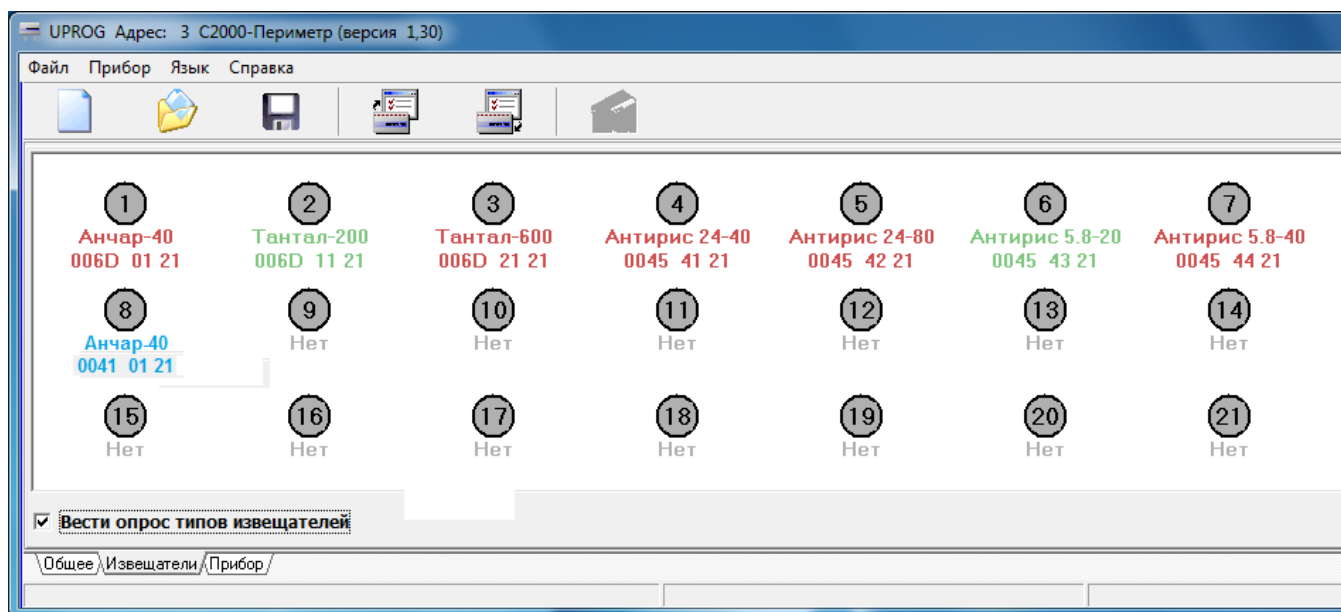 UPROG Адрес: 3 С2000-Периметр (версия 1,30)
Файл Прибор Язык Справка
1 2 3 4 5 6 7
Анчар-40 Тантал-200 Тантал-600 Антирис 24-40 Антирис 24-80 Антирис 5.8-20 Антирис 5.8-40
006D 01 21 006D 11 21 006D 21 21 0045 41 21 0045 42 21 0045 43 21 0045 44 21
8 9 10 11 12 13 14
Анчар-40 Нет Нет Нет Нет Нет Нет
0041 01 21
15 16 17 18 19 20 21
Нет Нет Нет Нет Нет Нет Нет
Вести опрос типов извещателей
Общее Извещатели Прибор